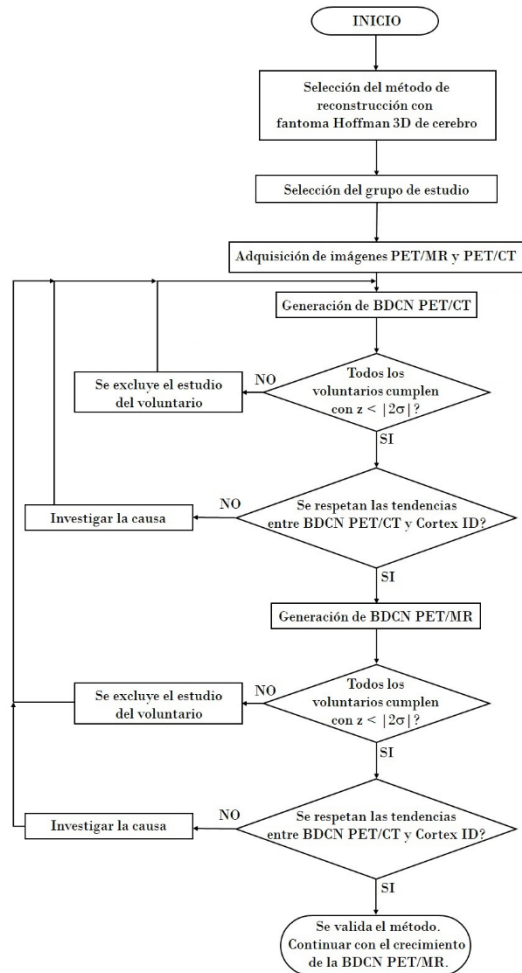 INICIO
Selección del método de
reconstrucción con
fantoma Hoffman 3D de cerebro
Selección del grupo de estudio
Adquisición de imágenes PET/MR y PET/CT
Generación de BDCN PET/CT
Todos los
voluntarios cumplen
con z < |2σ|?
NO
Se excluye el estudio
del voluntario
SI
Se respetan las tendencias
entre BDCN PET/CT y Cortex ID?
NO
Investigar la causa
SI
Generación de BDCN PET/MR
Todos los
voluntarios cumplen
con z < |2σ|?
NO
Se excluye el estudio
del voluntario
SI
Se respetan las tendencias
entre BDCN PET/CT y Cortex ID?
NO
Investigar la causa
SI
Se valida el método.
Continuar con el crecimiento
de la BDCN PET/MR.